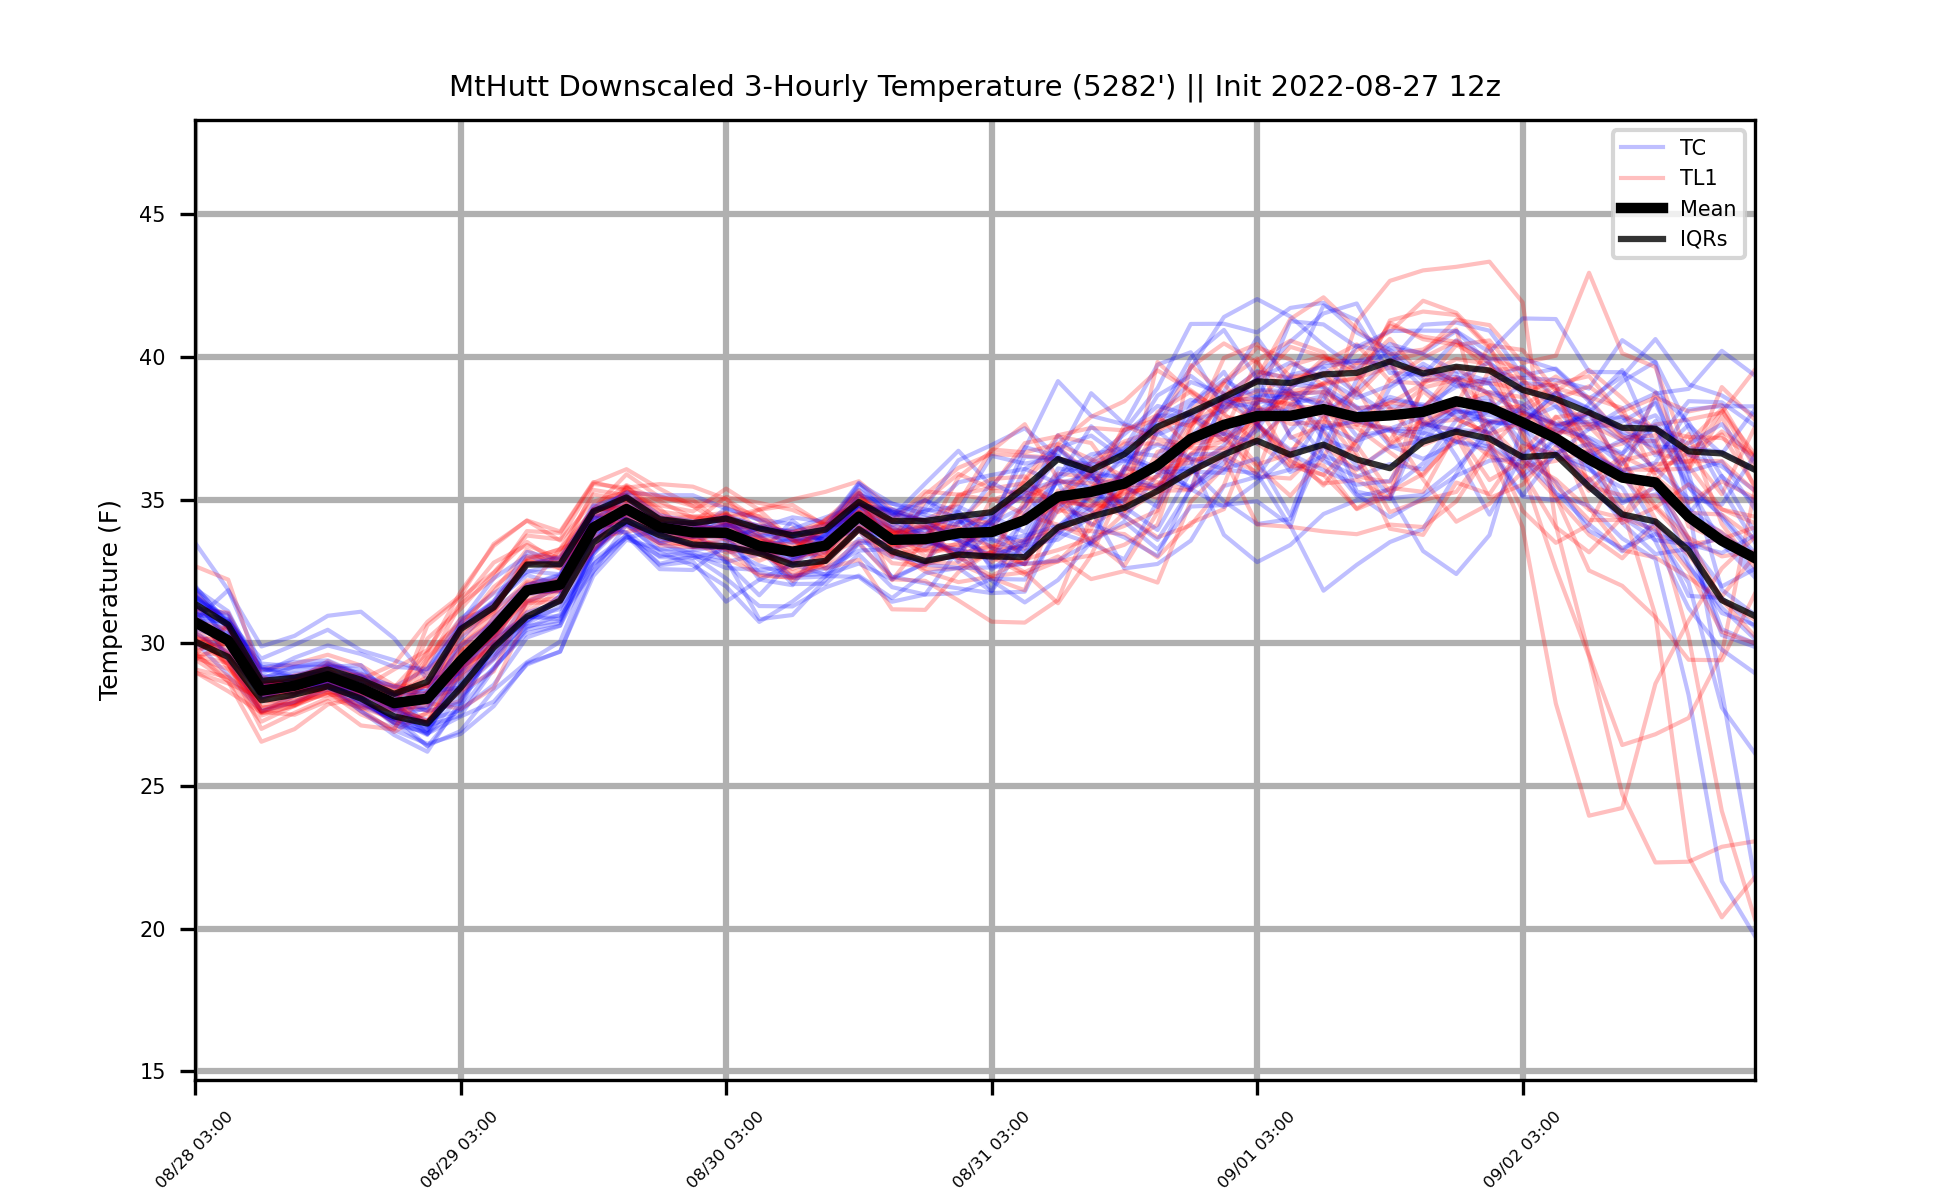 MtHutt Downscaled 3-Hourly Temperature (5282') || Init 2022-08-27 12z
TC
TL1
Mean
IQRs
Temperature (F)
45
40
35
30
25
20
15
08/28 03:00
08/29 03:00
08/30 03:00
08/31 03:00
09/01 03:00
09/02 03:00